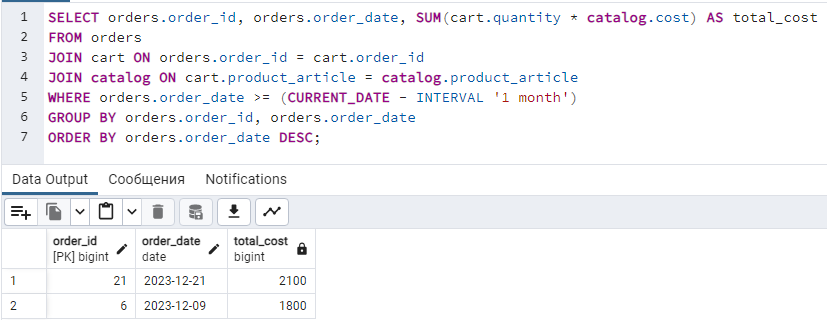 1 SELECT orders.order_id, orders.order_date, SUM(cart.quantity * catalog.cost) AS total_cost
2 FROM orders
3 JOIN cart ON orders.order_id = cart.order_id
4 JOIN catalog ON cart.product_article = catalog.product_article
5 WHERE orders.order_date >= (CURRENT_DATE - INTERVAL '1 month')
6 GROUP BY orders.order_id, orders.order_date
7 ORDER BY orders.order_date DESC;
Data Output Сообщения Notifications
order_id order_date total_cost
[PK] bigint date bigint
1 21 2023-12-21 2100
2 6 2023-12-09 1800